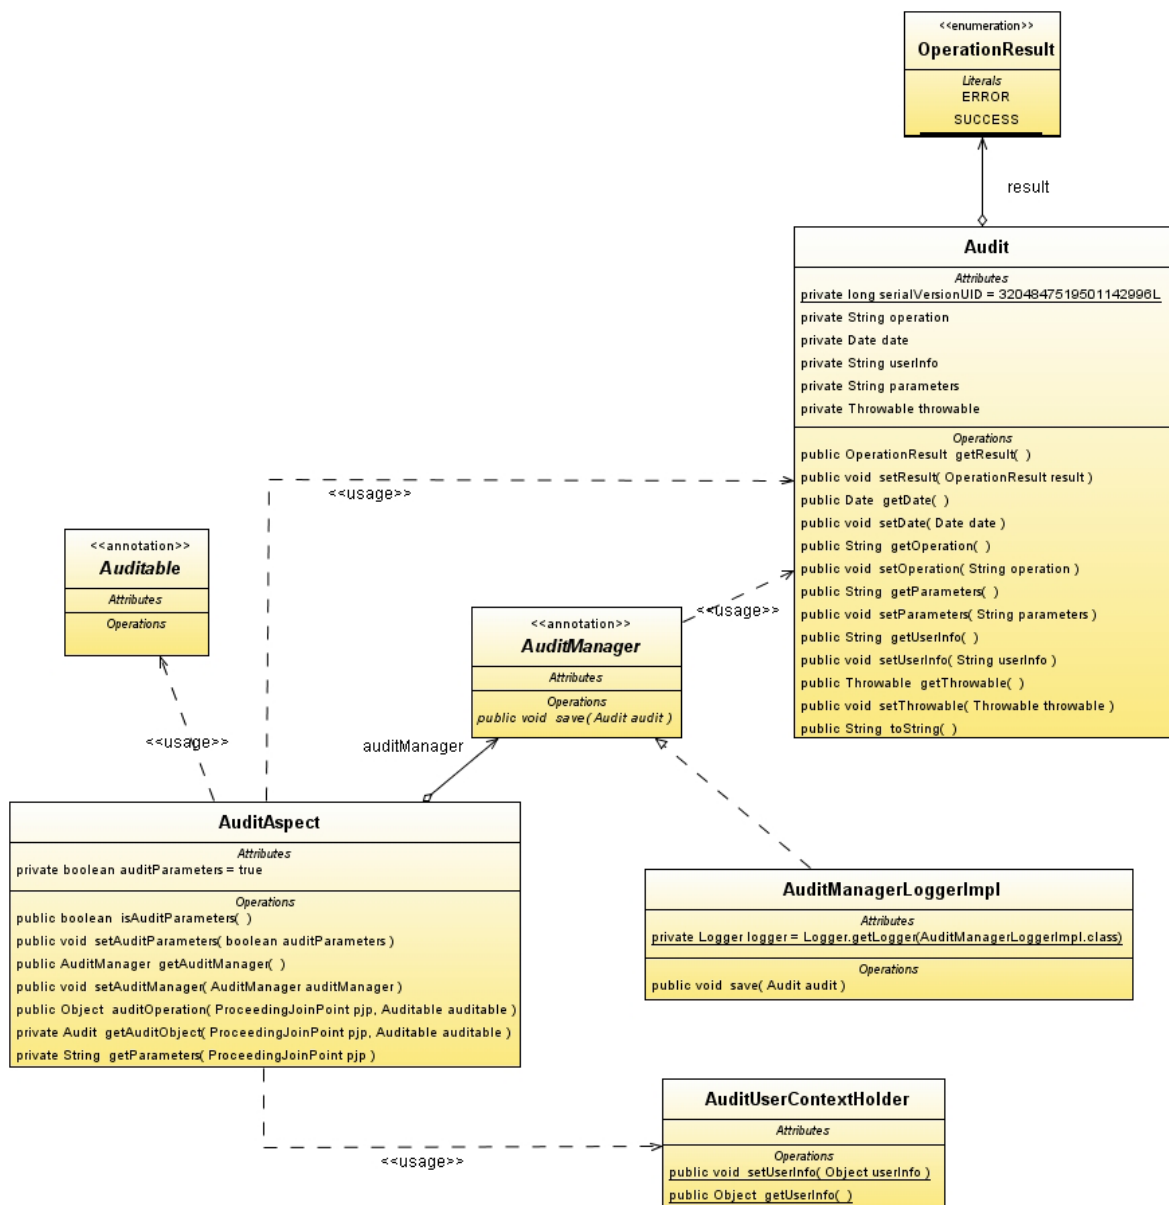 <<enumeration>>
OperationResult
Literals
ERROR
SUCCESS
result
Audit
Attributes
private long serialVersionUID = 3204847519501142996L
private String operation
private Date date
private String userInfo
private String parameters
private Throwable throwable
Operations
public OperationResult getResult( )
public void setResult( OperationResult result )
public Date getDate( )
public void setDate( Date date )
public String getOperation( )
public void setOperation( String operation )
public String getParameters( )
public void setParameters( String parameters )
public String getUserInfo( )
public void setUserInfo( String userInfo )
public Throwable getThrowable( )
public void setThrowable( Throwable throwable )
public String toString( )
<<usage>>
<<annotation>>
Auditable
Attributes
Operations
<<usage>>
<<annotation>>
AuditManager
Attributes
Operations
public void save( Audit audit )
<<usage>>
auditManager
AuditAspect
Attributes
private boolean auditParameters = true
Operations
public boolean isAuditParameters( )
public void setAuditParameters( boolean auditParameters )
public AuditManager getAuditManager( )
public void setAuditManager( AuditManager auditManager )
public Object auditOperation( ProceedingJoinPoint pjp, Auditable auditable )
private Audit getAuditObject( ProceedingJoinPoint pjp, Auditable auditable )
private String getParameters( ProceedingJoinPoint pjp )
AuditManagerLoggerImpl
Attributes
private Logger logger = Logger.getLogger(AuditManagerLoggerImpl.class)
Operations
public void save( Audit audit )
<<usage>>
AuditUserContextHolder
Attributes
Operations
public void setUserInfo( Object userInfo )
public Object getUserInfo( )